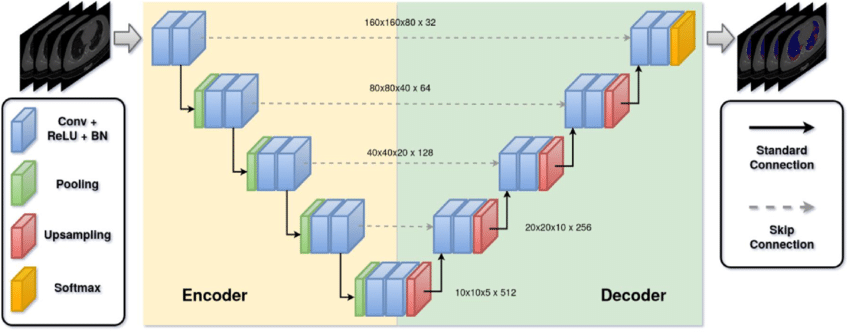 160x160x80 x 32
80x80x40 x 64
40x40x20 x 128
20x20x10 x 256
10x10x5 x 512
Encoder
Decoder
Conv +
ReLU + BN
Pooling
Upsampling
Softmax
Standard
Connection
Skip
Connection